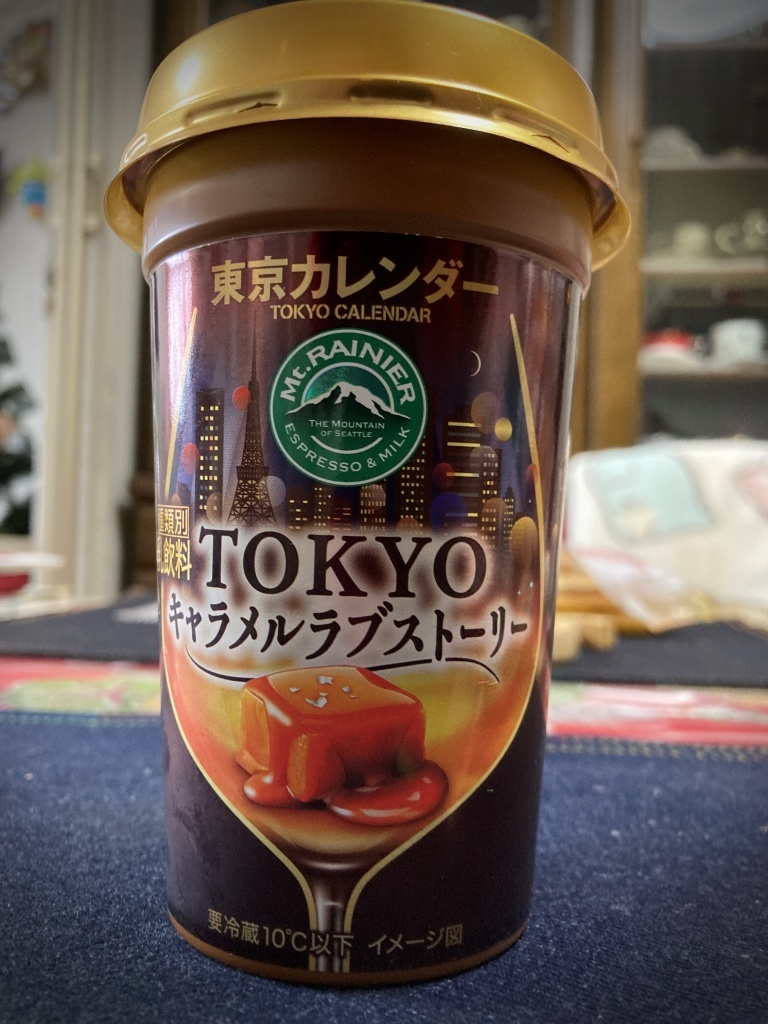 東京カレンダー
TOKYO CALENDAR
Mt. RAINIER
THE MOUNTAIN
OF SEATTLE
ESPRESSO & MILK
種類別
乳飲料
TOKYO
キャラメルラブストーリー
要冷蔵10℃以下 イメージ図